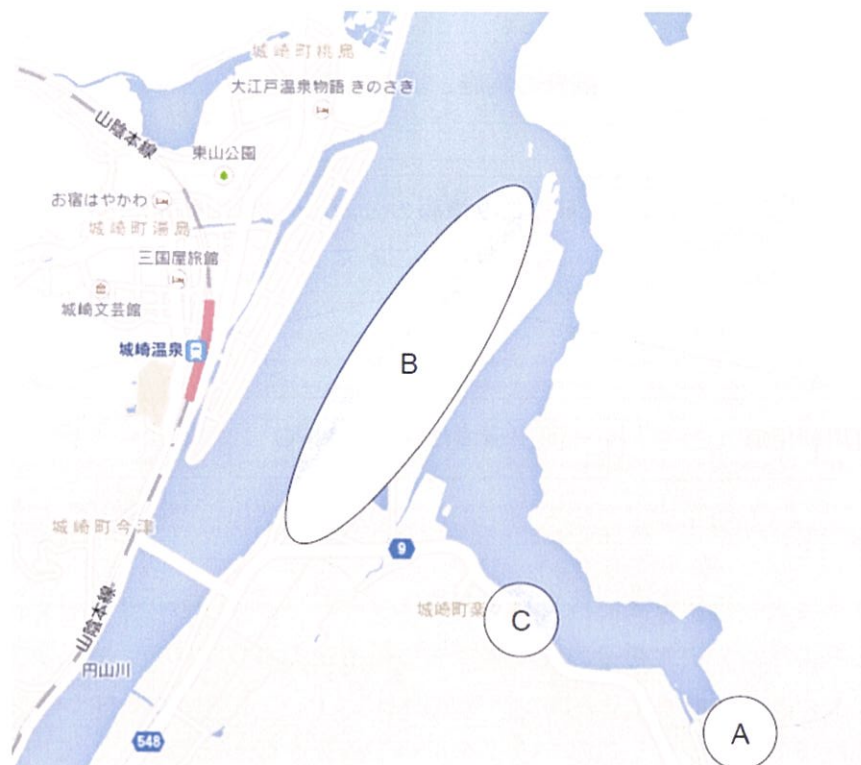 城崎町桃島
大江戸温泉物語 きのさき
山陰本線
東山公園
お宿はやかわ
城崎町湯島
三国屋旅館
城崎文芸館
城崎温泉
B
城崎町今津
9
城崎町楽
C
山陰本線
円山川
548
A